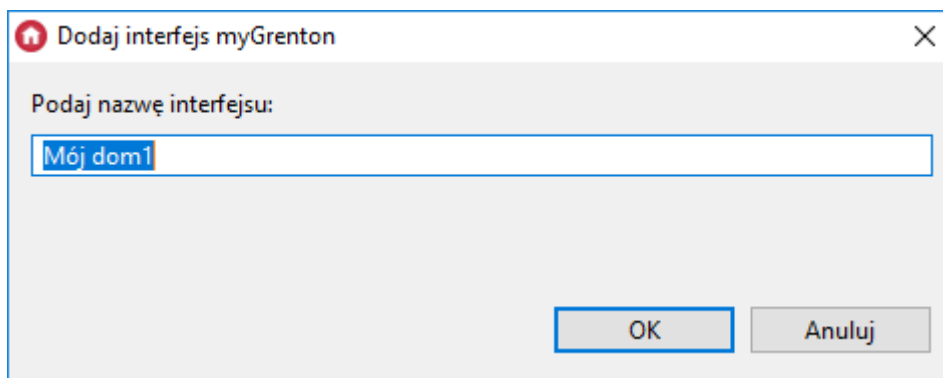 Dodaj interfejs myGrenton
Podaj nazwę interfejsu:
Mój dom1
OK
Anuluj